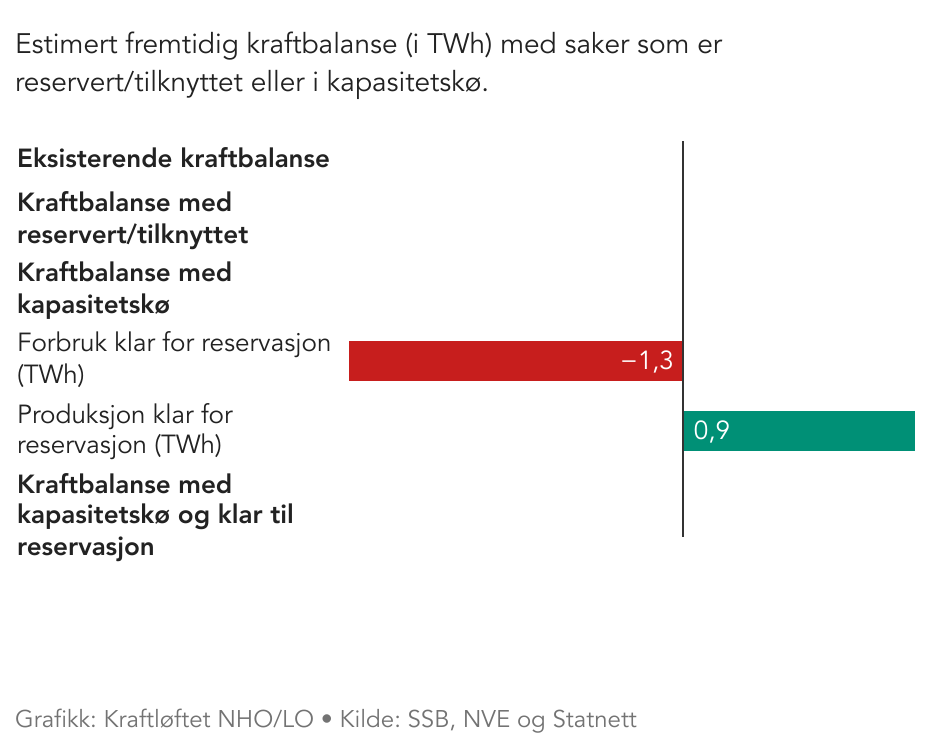 Estimert fremtidig kraftbalanse (i TWh) med saker som er
reservert/tilknyttet eller i kapasitetskø.
Eksisterende kraftbalanse
Kraftbalanse med
reservert/tilknyttet
Kraftbalanse med
kapasitetskø
Forbruk klar for reservasjon
(TWh)
−1,3
Produksjon klar for
reservasjon (TWh)
0,9
Kraftbalanse med
kapasitetskø og klar til
reservasjon
Grafikk: Kraftløftet NHO/LO • Kilde: SSB, NVE og Statnett